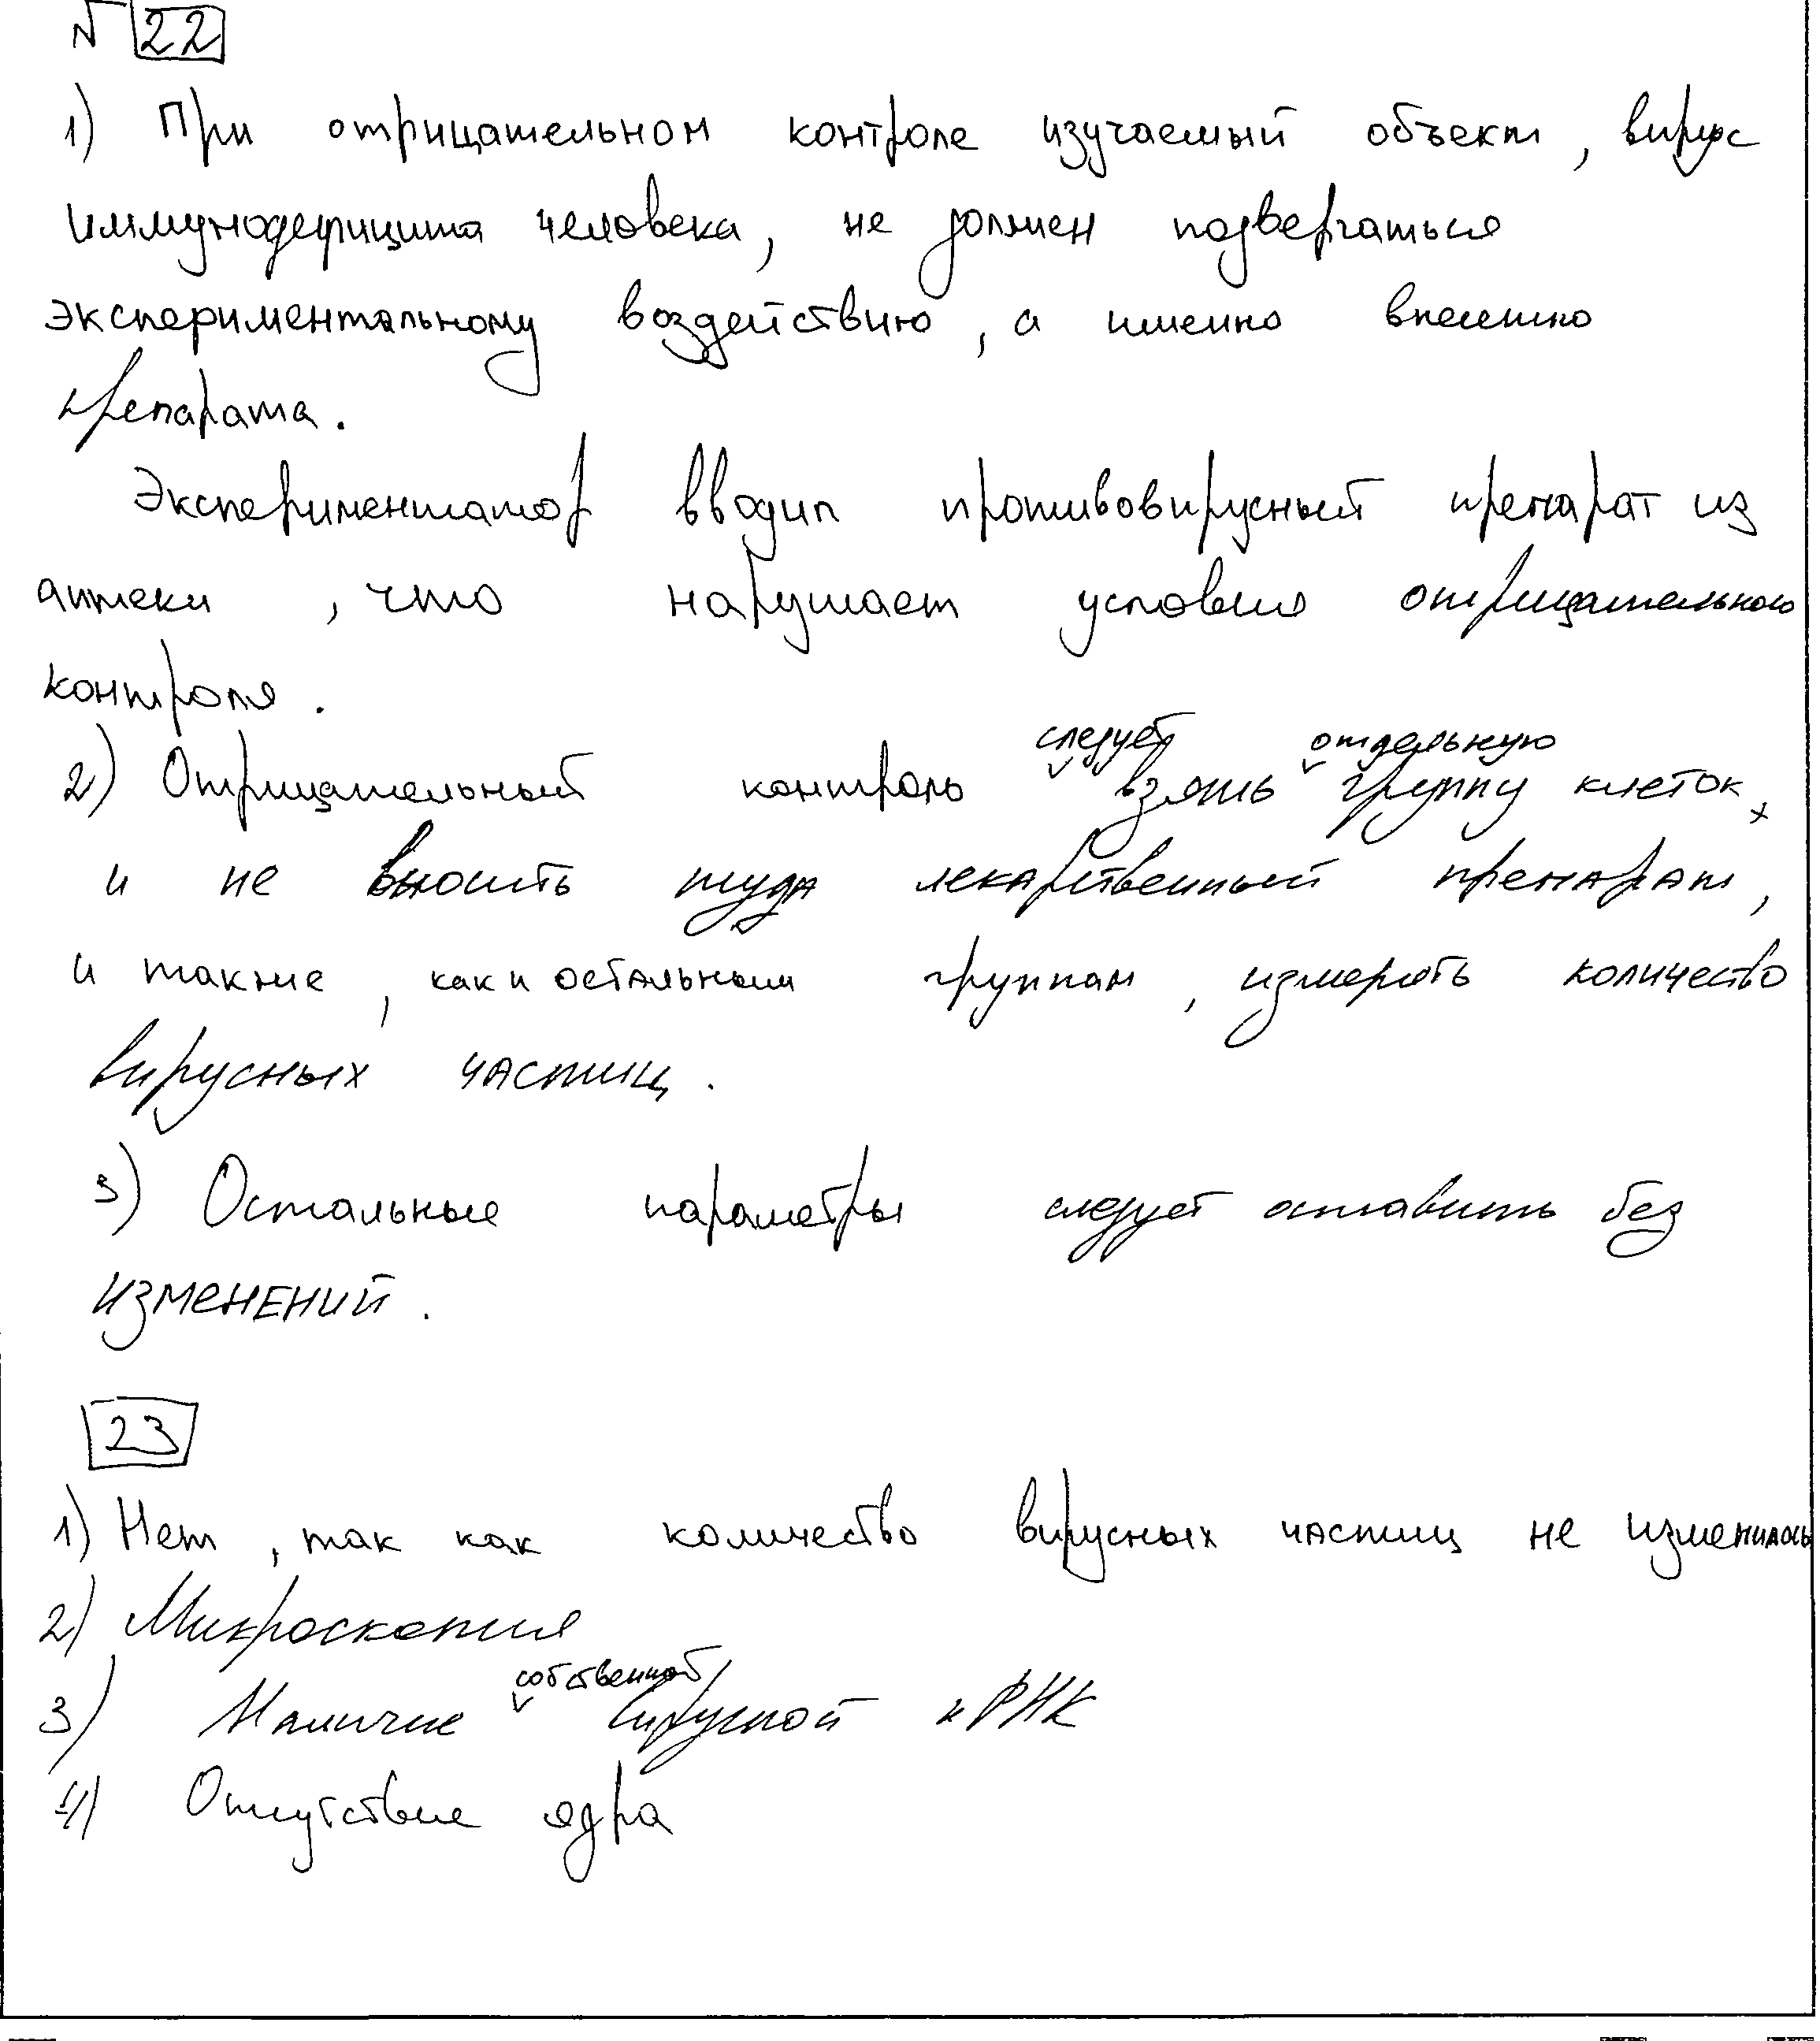 № 22
1) При отрицательном контроле изучаемый объект, вирус
иммунодефицита человека, не должен подвергаться
экспериментальному воздействию, а именно внесению
препарата.
Экспериментатор вводил противовирусный препарат из
аптеки, что нарушает условия отрицательного
контроля.
следует отдельную
2) Отрицательный контроль взять группу клеток
и не вносить туда лекарственный препарат,
и также, как и остальным группам, измерять количество
вирусных частиц.
3) Остальные параметры следует оставить без
изменений.
23
1) Нет, так как количество вирусных частиц не изменилось
2) Микроскопия
собственной
3) Наличие вирусной иРНК
4) Отсутствие ядра